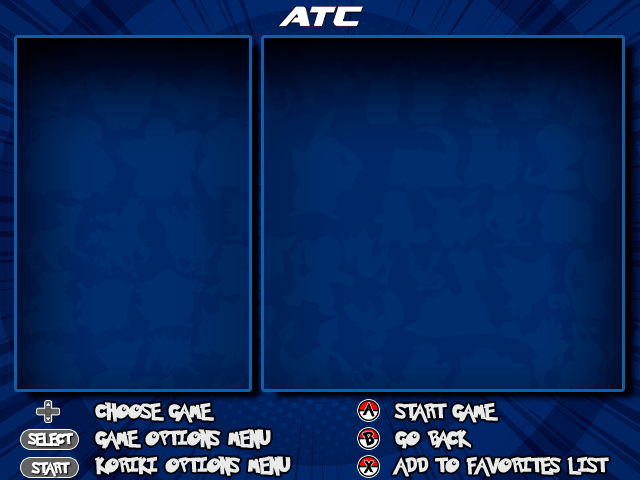 ATC
CHOOSE GAME
A START GAME
SELECT GAME OPTIONS MENU
B GO BACK
START KORIKI OPTIONS MENU
X ADD TO FAVORITES LIST